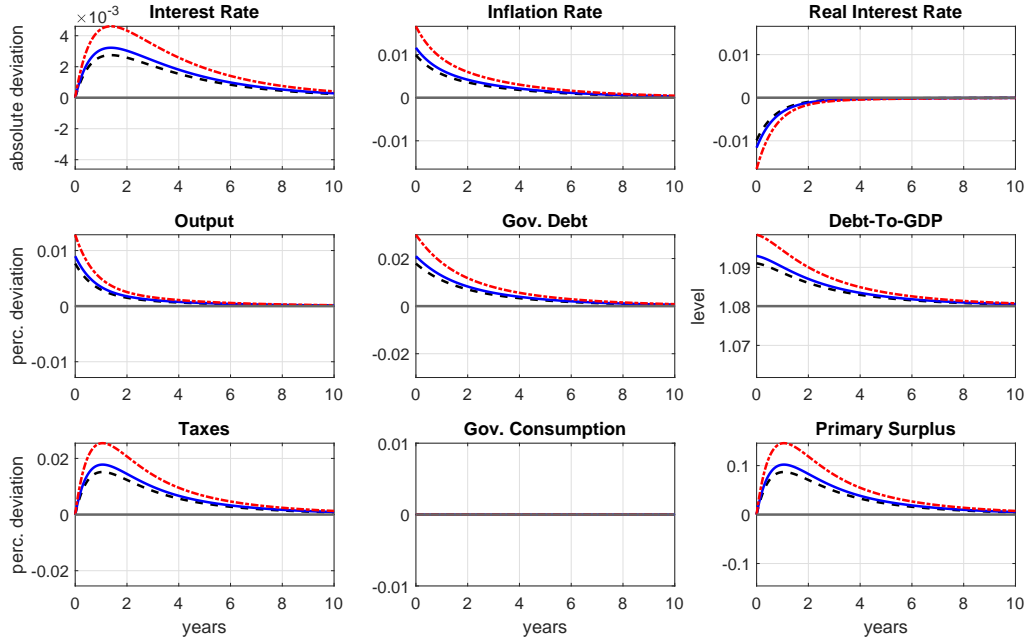 Interest Rate
×10⁻³
absolute deviation
4
2
0
-2
-4
0 2 4 6 8 10
Inflation Rate
0.01
0
-0.01
0 2 4 6 8 10
Real Interest Rate
0.01
0
-0.01
0 2 4 6 8 10
Output
perc. deviation
0.01
0
-0.01
0 2 4 6 8 10
Gov. Debt
0.02
0
-0.02
0 2 4 6 8 10
Debt-To-GDP
level
1.09
1.08
1.07
0 2 4 6 8 10
Taxes
perc. deviation
0.02
0
-0.02
0 2 4 6 8 10
years
Gov. Consumption
0.01
0
-0.01
0 2 4 6 8 10
years
Primary Surplus
0.1
0
-0.1
0 2 4 6 8 10
years